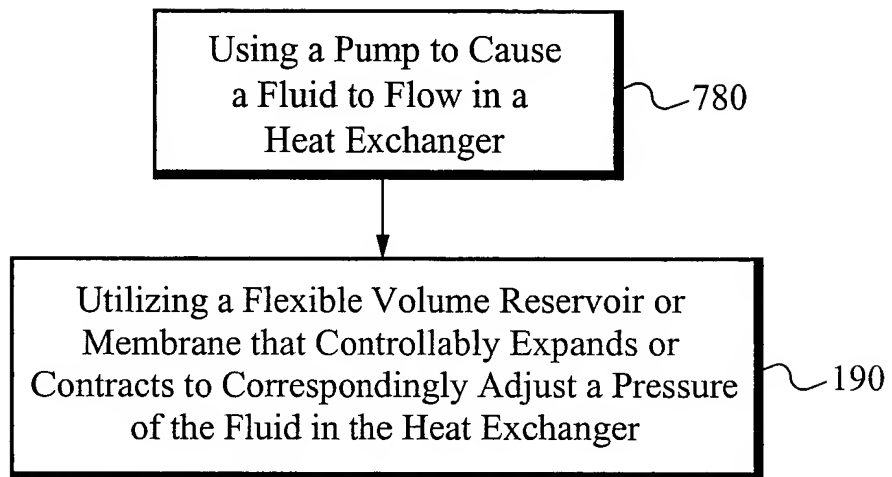 Using a Pump to Cause
a Fluid to Flow in a
Heat Exchanger
780
Utilizing a Flexible Volume Reservoir or
Membrane that Controllably Expands or
Contracts to Correspondingly Adjust a Pressure
of the Fluid in the Heat Exchanger
190